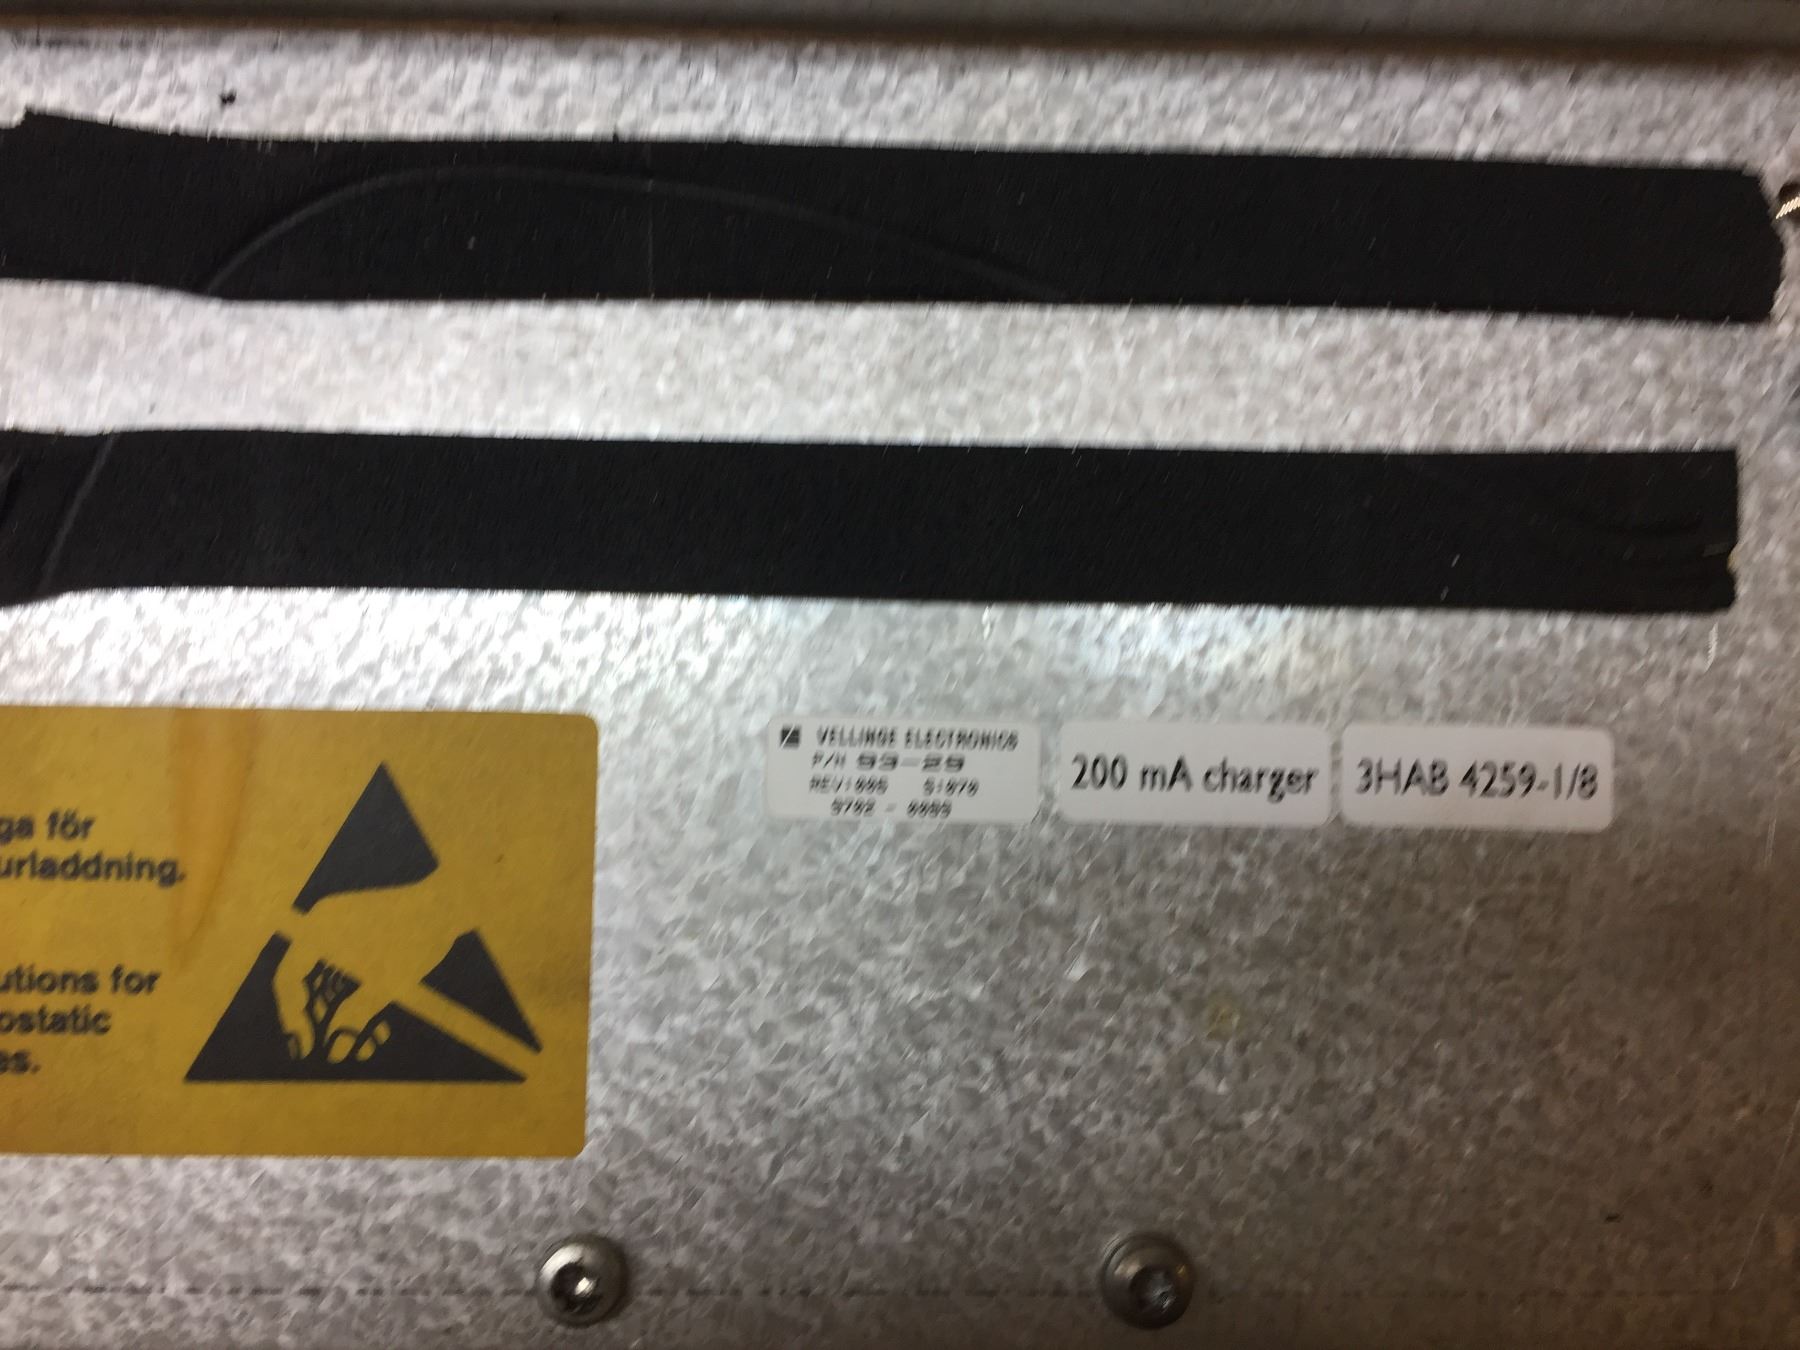 ga för
urladdning.
utions for
ostatic
es.
VELLINGE ELECTRONICS
P/N 93-29
200 mA charger
3HAB 4259-1/8